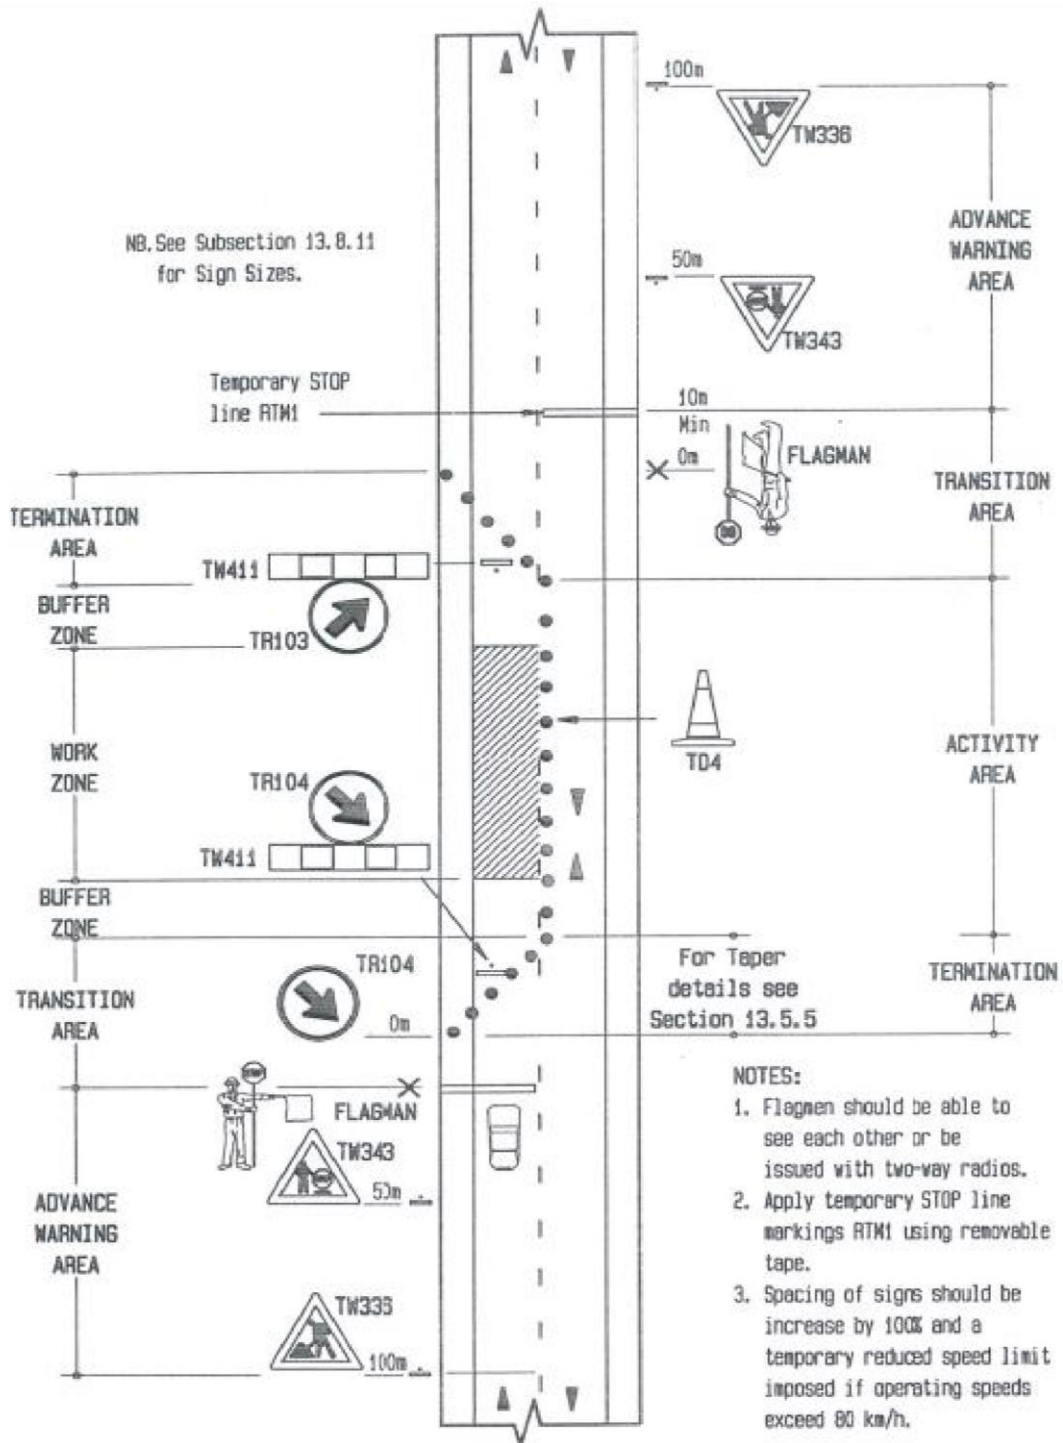 100m
TW336
NB.See Subsection 13.8.11
for Sign Sizes.
ADVANCE
WARNING
AREA
50m
TW343
Temporary STOP
line RTM1
10m
Min
0m
FLAGMAN
TRANSITION
AREA
TERMINATION
AREA
TW411
BUFFER
ZONE
TR103
WORK
ZONE
TR104
TW411
TD4
ACTIVITY
AREA
BUFFER
ZONE
TR104
For Taper
details see
Section 13.5.5
TERMINATION
AREA
TRANSITION
AREA
0m
STOP
FLAGMAN
TW343
50m
ADVANCE
WARNING
AREA
TW336
100m
NOTES:
1. Flagmen should be able to
see each other or be
issued with two-way radios.
2. Apply temporary STOP line
markings RTM1 using removable
tape.
3. Spacing of signs should be
increase by 100% and a
temporary reduced speed limit
imposed if operating speeds
exceed 80 km/h.